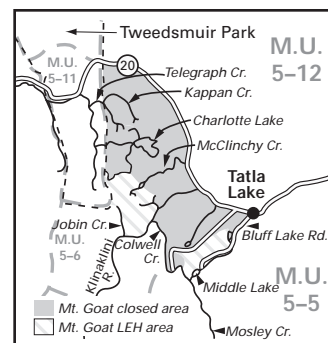 Tweedsmuir Park
M.U.
5–11
20
M.U.
5–12
Telegraph Cr.
Kappan Cr.
Charlotte Lake
McClinchy Cr.
Tatla
Lake
Jobin Cr.
M.U.
5–6
Klinaklini
R.
Colwell
Cr.
Bluff Lake Rd.
Middle Lake
M.U.
5–5
Mt. Goat closed area
Mt. Goat LEH area
Mosley Cr.